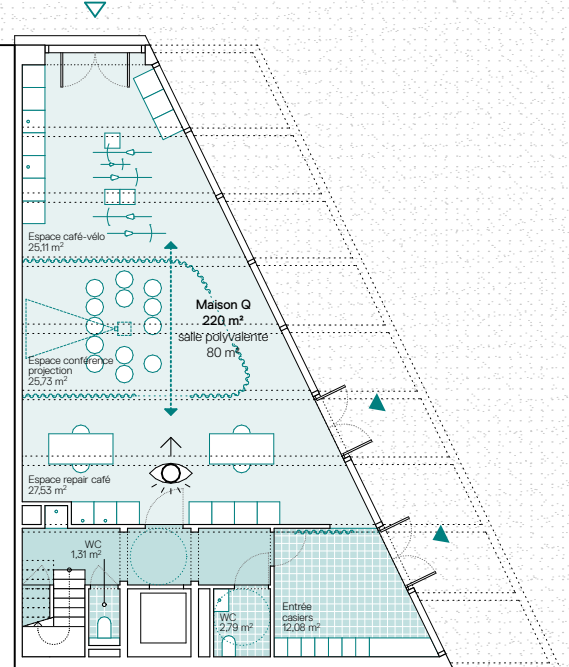 Espace café-vélo
25,11 m²
Maison Q
220 m²
salle polyvalente
80 m²
Espace conférence
projection
25,73 m²
Espace repair café
27,53 m²
WC
1,31 m²
WC
2,79 m²
Entrée
casiers
12,08 m²